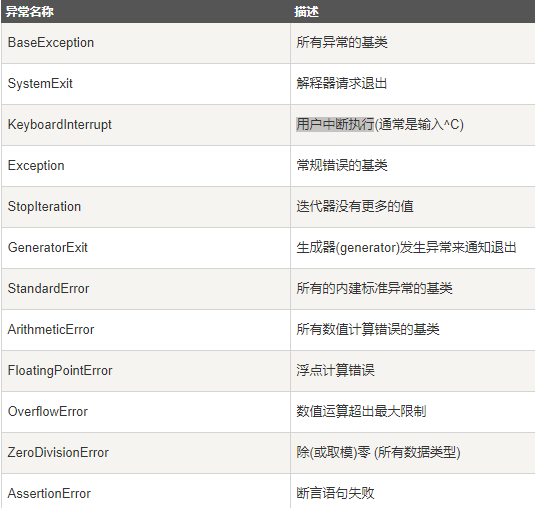 异常名称 描述
BaseException 所有异常的基类
SystemExit 解释器请求退出
KeyboardInterrupt 用户中断执行(通常是输入^C)
Exception 常规错误的基类
StopIteration 迭代器没有更多的值
GeneratorExit 生成器(generator)发生异常来通知退出
StandardError 所有的内建标准异常的基类
ArithmeticError 所有数值计算错误的基类
FloatingPointError 浮点计算错误
OverflowError 数值运算超出最大限制
ZeroDivisionError 除(或取模)零 (所有数据类型)
AssertionError 断言语句失败